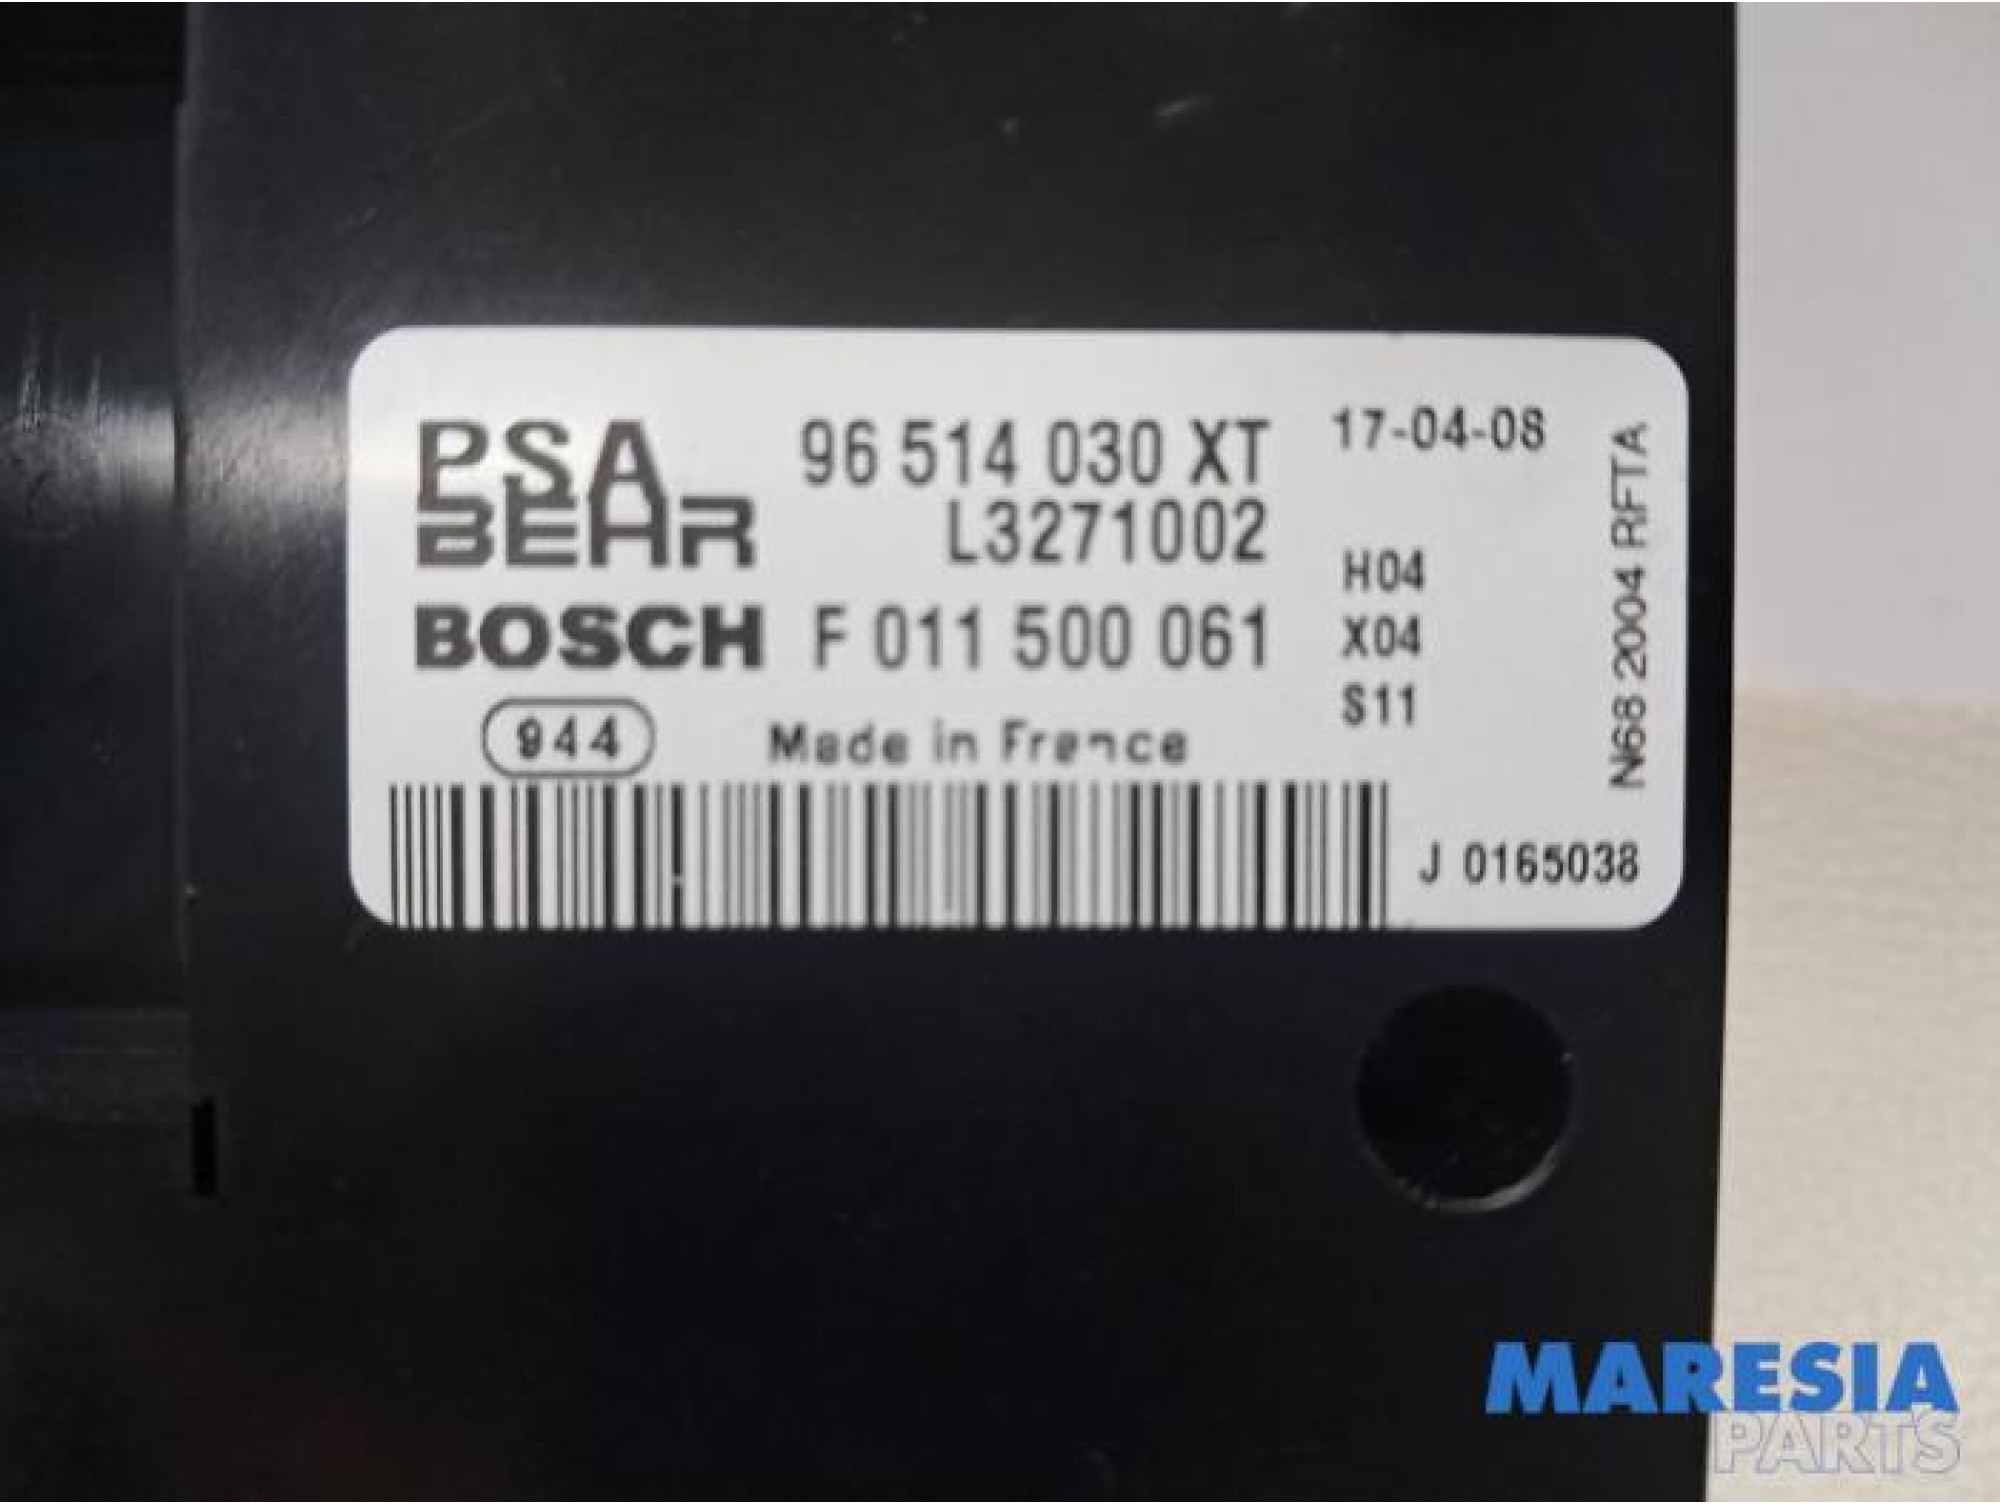 PSA 96 514 030 XT 17-04-08
BEHR L3271002
H04
BOSCH F 011 500 061 X04
S11
944 Made in France
N68 2004 RFTA
J 0165038
MARESIA
PARTS